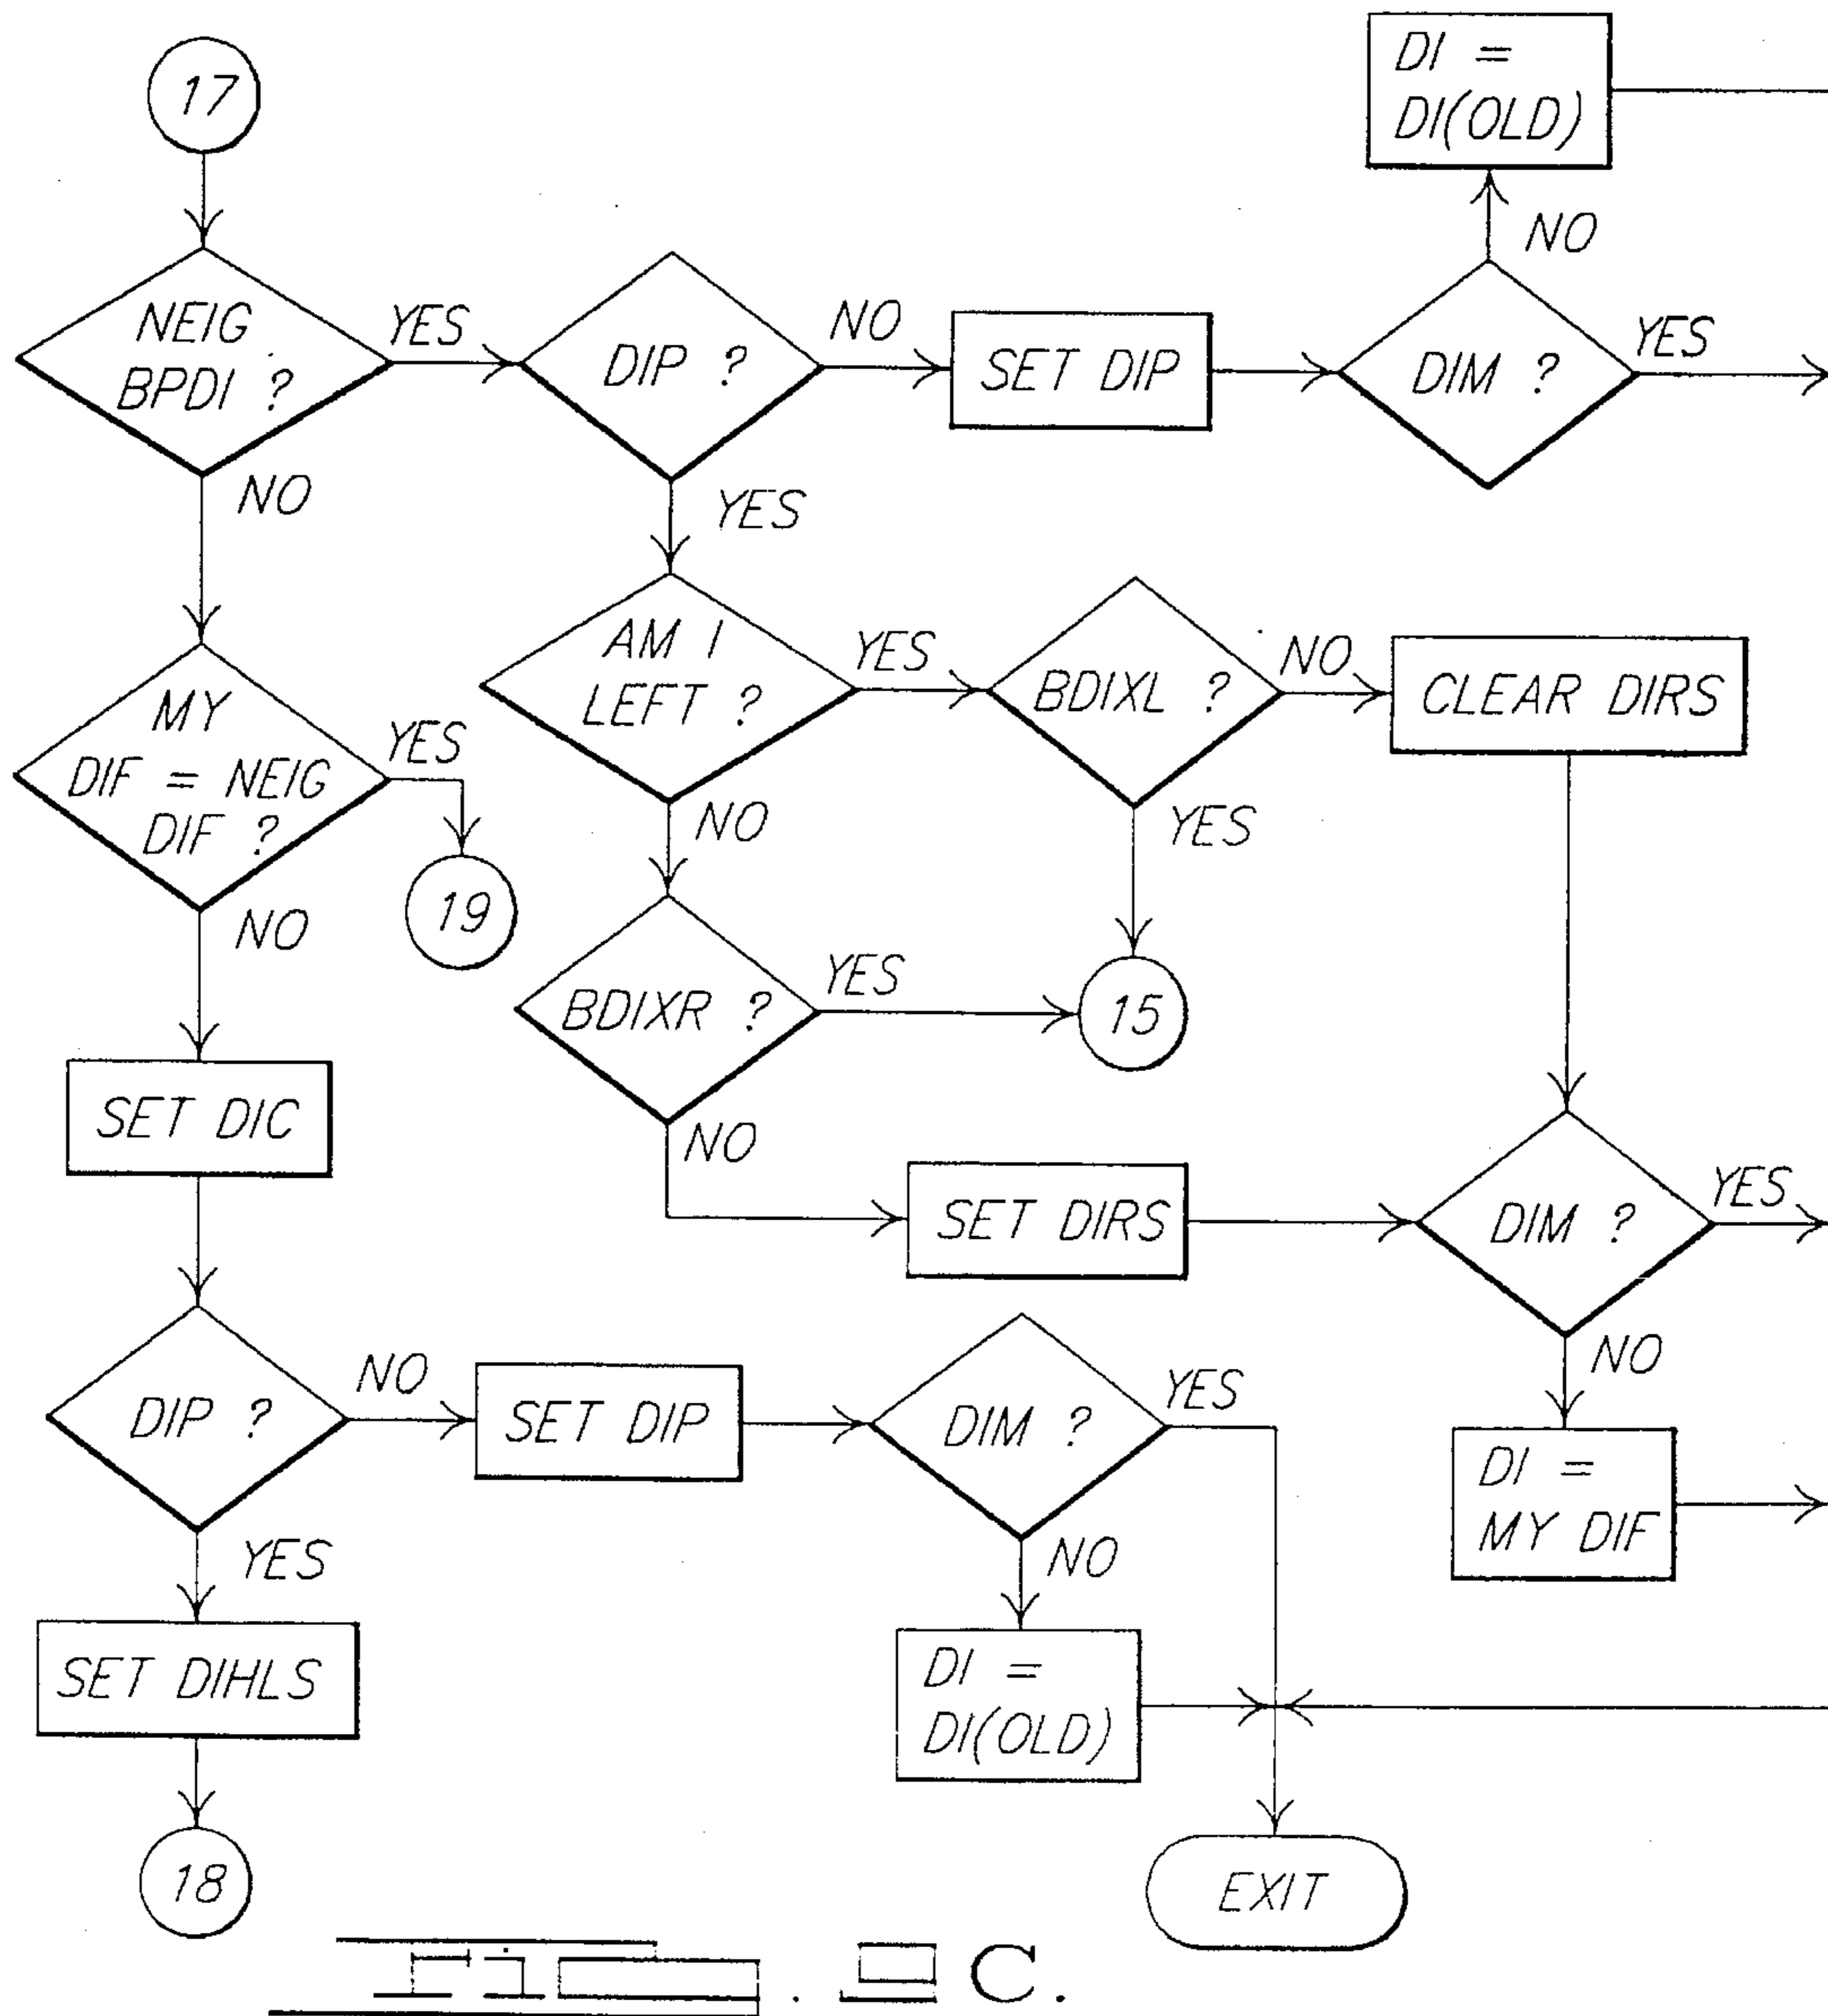 17
DI =
DI(OLD)
NO
NEIG
BPDI ?
YES
DIP ?
NO
SET DIP
DIM ?
YES
NO
YES
MY
DIF = NEIG
DIF ?
YES
19
AM I
LEFT ?
YES
BDIXL ?
NO
CLEAR DIRS
NO
YES
NO
BDIXR ?
YES
15
SET DIC
NO
SET DIRS
DIM ?
YES
NO
DIP ?
NO
SET DIP
DIM ?
YES
DI =
MY DIF
YES
NO
SET DIHLS
DI =
DI(OLD)
18
EXIT
C.